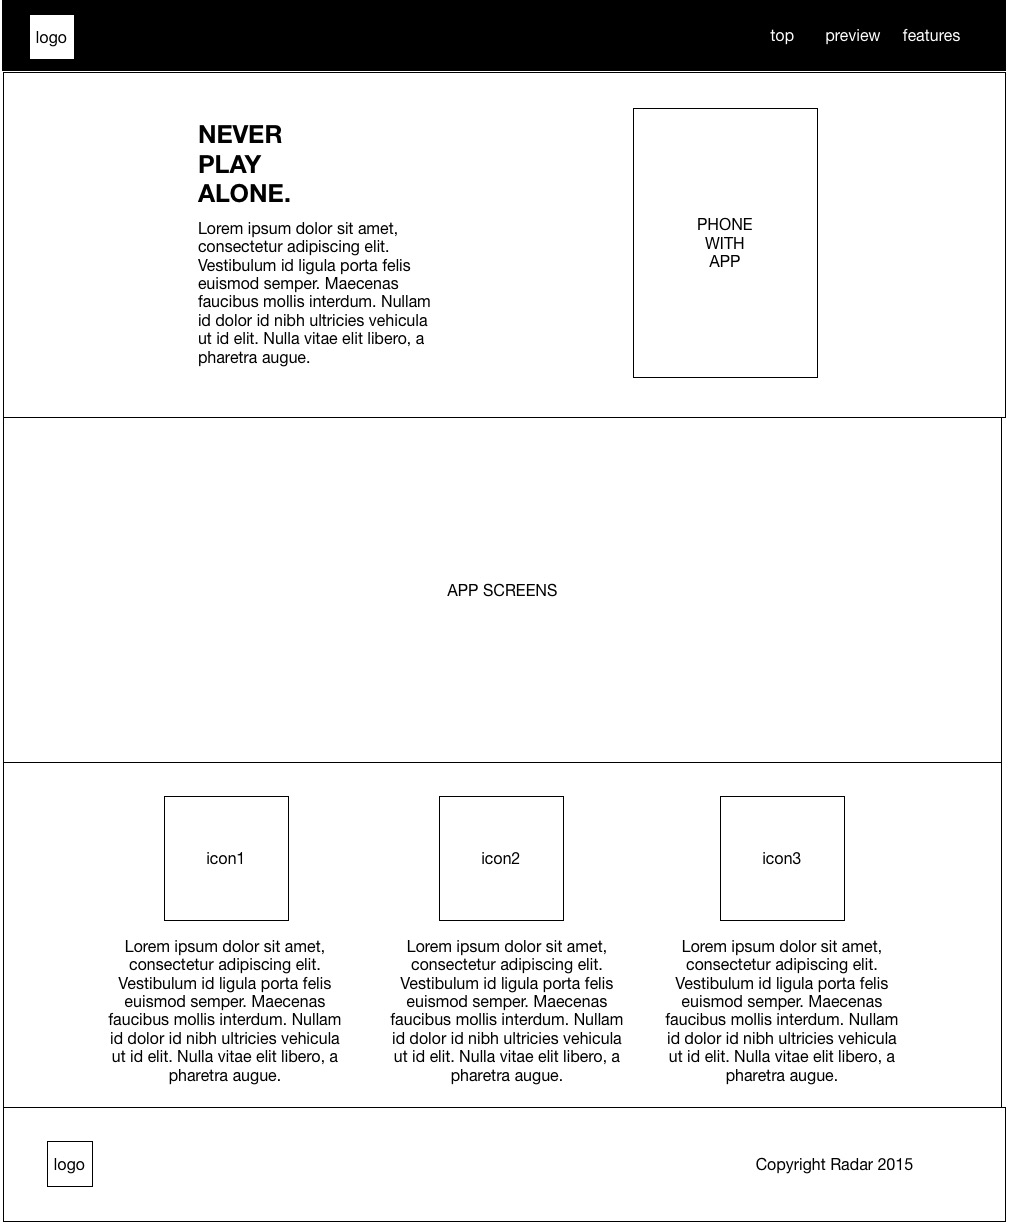 logo
top preview features
NEVER
PLAY
ALONE.
Lorem ipsum dolor sit amet,
consectetur adipiscing elit.
Vestibulum id ligula porta felis
euismod semper. Maecenas
faucibus mollis interdum. Nullam
id dolor id nibh ultricies vehicula
ut id elit. Nulla vitae elit libero, a
pharetra augue.
PHONE
WITH
APP
APP SCREENS
icon1
Lorem ipsum dolor sit amet,
consectetur adipiscing elit.
Vestibulum id ligula porta felis
euismod semper. Maecenas
faucibus mollis interdum. Nullam
id dolor id nibh ultricies vehicula
ut id elit. Nulla vitae elit libero, a
pharetra augue.
icon2
Lorem ipsum dolor sit amet,
consectetur adipiscing elit.
Vestibulum id ligula porta felis
euismod semper. Maecenas
faucibus mollis interdum. Nullam
id dolor id nibh ultricies vehicula
ut id elit. Nulla vitae elit libero, a
pharetra augue.
icon3
Lorem ipsum dolor sit amet,
consectetur adipiscing elit.
Vestibulum id ligula porta felis
euismod semper. Maecenas
faucibus mollis interdum. Nullam
id dolor id nibh ultricies vehicula
ut id elit. Nulla vitae elit libero, a
pharetra augue.
logo
Copyright Radar 2015